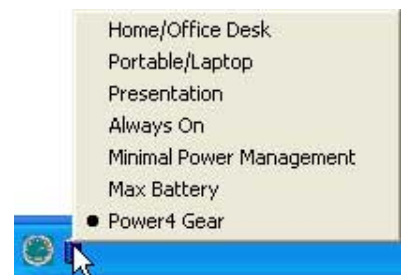 Home/Office Desk
Portable/Laptop
Presentation
Always On
Minimal Power Management
Max Battery
Power4 Gear